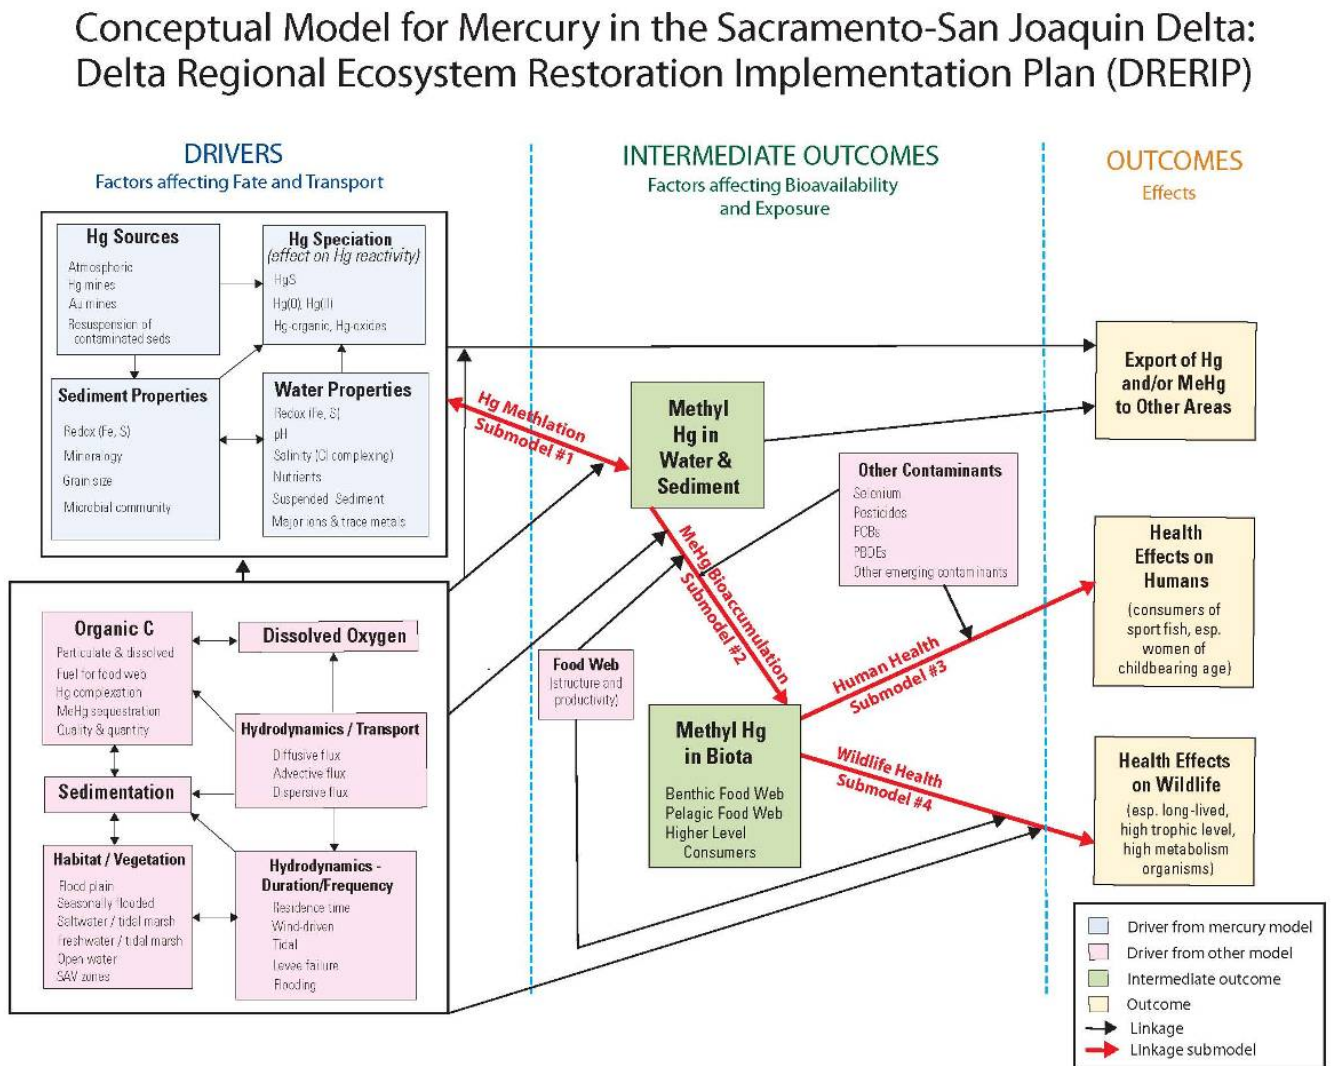 Conceptual Model for Mercury in the Sacramento-San Joaquin Delta:
Delta Regional Ecosystem Restoration Implementation Plan (DRERIP)
DRIVERS
Factors affecting Fate and Transport
INTERMEDIATE OUTCOMES
Factors affecting Bioavailability
and Exposure
OUTCOMES
Effects
Hg Sources
Atmospheric
Hg mines
Au mines
Resuspension of
contaminated seds
Hg Speciation
(effect on Hg reactivity)
HgS
Hg(0), Hg(II)
Hg-organic, Hg-oxides
Sediment Properties
Redox (Fe, S)
Mineralogy
Grain size
Microbial community
Water Properties
Redox (Fe, S)
pH
Salinity (Cl complexing)
Nutrients
Suspended Sediment
Major ions & trace metals
Hg Methlation
Submodel #1
Methyl
Hg in
Water &
Sediment
Export of Hg
and/or MeHg
to Other Areas
Other Contaminants
Selenium
Pesticides
PCBs
PBDEs
Other emerging contaminants
MeHg Bioaccumulation
Submodel #2
Health
Effects on
Humans
(consumers of
sport fish, esp.
women of
childbearing age)
Organic C
Particulate & dissolved
Fuel for food web
Hg complexation
MeHg sequestration
Quality & quantity
Dissolved Oxygen
Hydrodynamics / Transport
Diffusive flux
Advective flux
Dispersive flux
Sedimentation
Habitat / Vegetation
Flood plain
Seasonally flooded
Saltwater / tidal marsh
Freshwater / tidal marsh
Open water
SAV zones
Hydrodynamics -
Duration/Frequency
Residence time
Wind-driven
Tidal
Levee failure
Flooding
Food Web
(structure and
productivity)
Human Health
Submodel #3
Methyl Hg
in Biota
Benthic Food Web
Pelagic Food Web
Higher Level
Consumers
Wildlife Health
Submodel #4
Health Effects
on Wildlife
(esp. long-lived,
high trophic level,
high metabolism
organisms)
Driver from mercury model
Driver from other model
Intermediate outcome
Outcome
Linkage
Linkage submodel